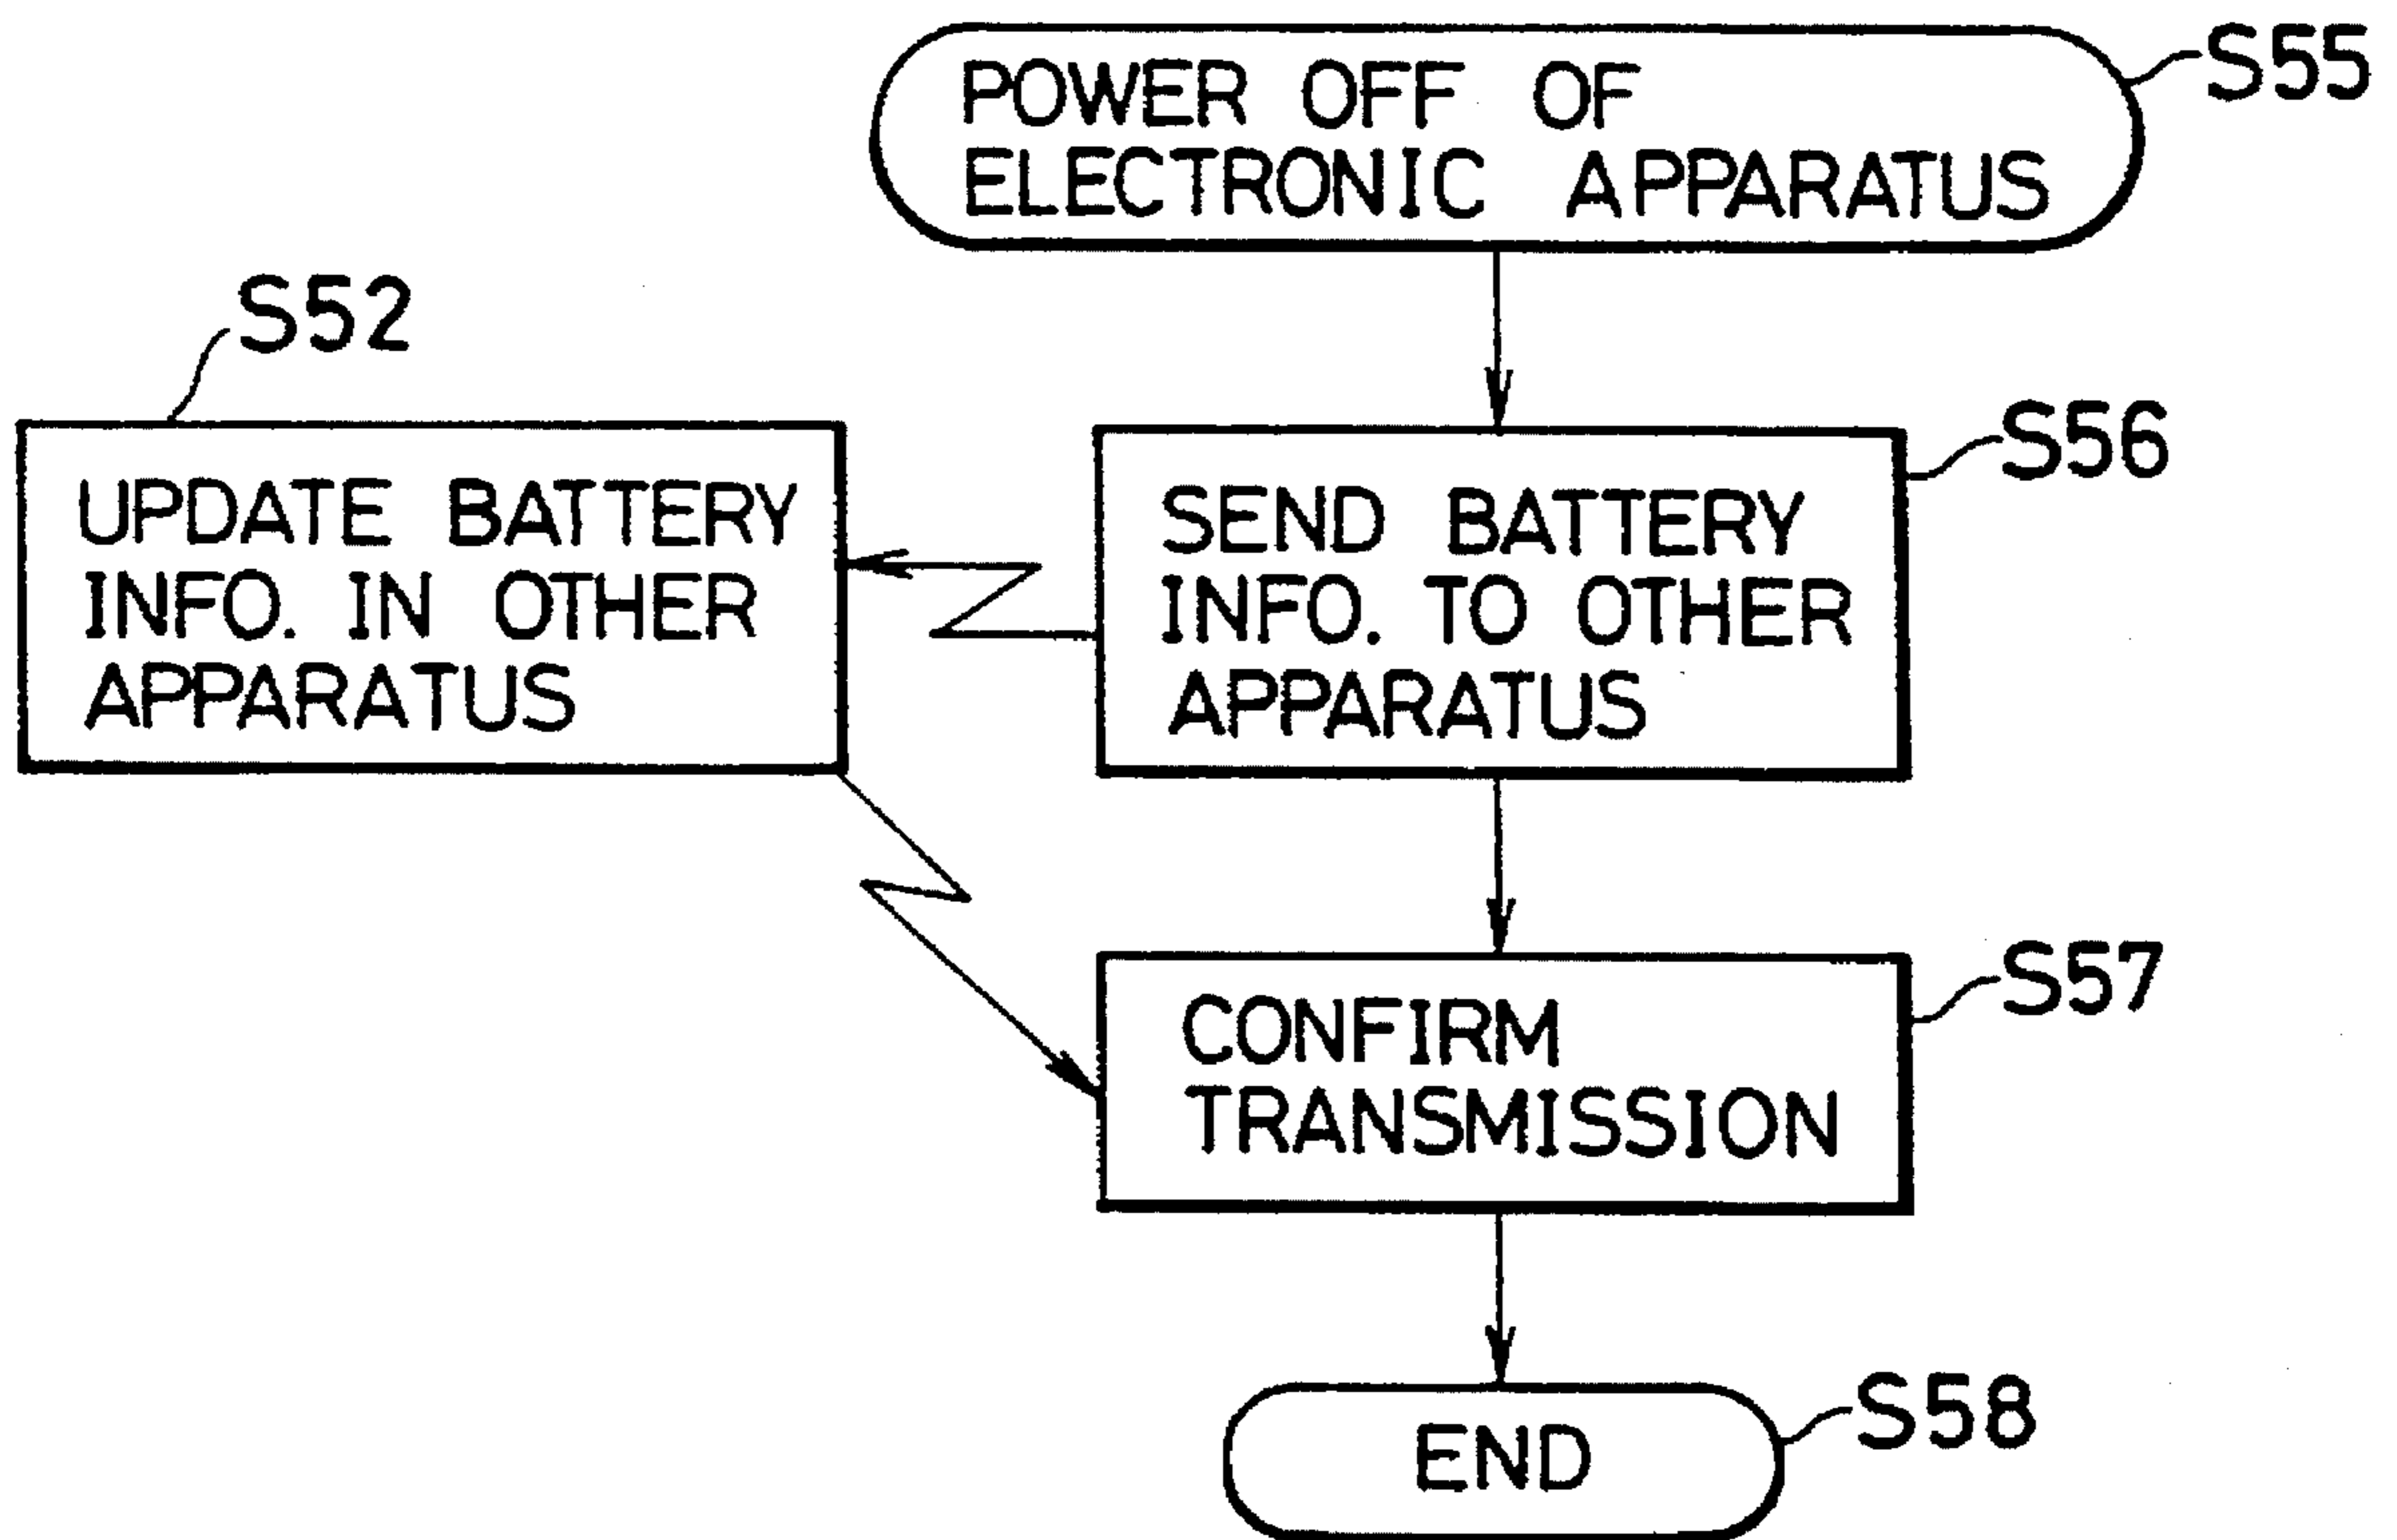 POWER OFF OF
ELECTRONIC APPARATUS
S55
S52
UPDATE BATTERY
INFO. IN OTHER
APPARATUS
SEND BATTERY
INFO. TO OTHER
APPARATUS
S56
CONFIRM
TRANSMISSION
S57
END
S58